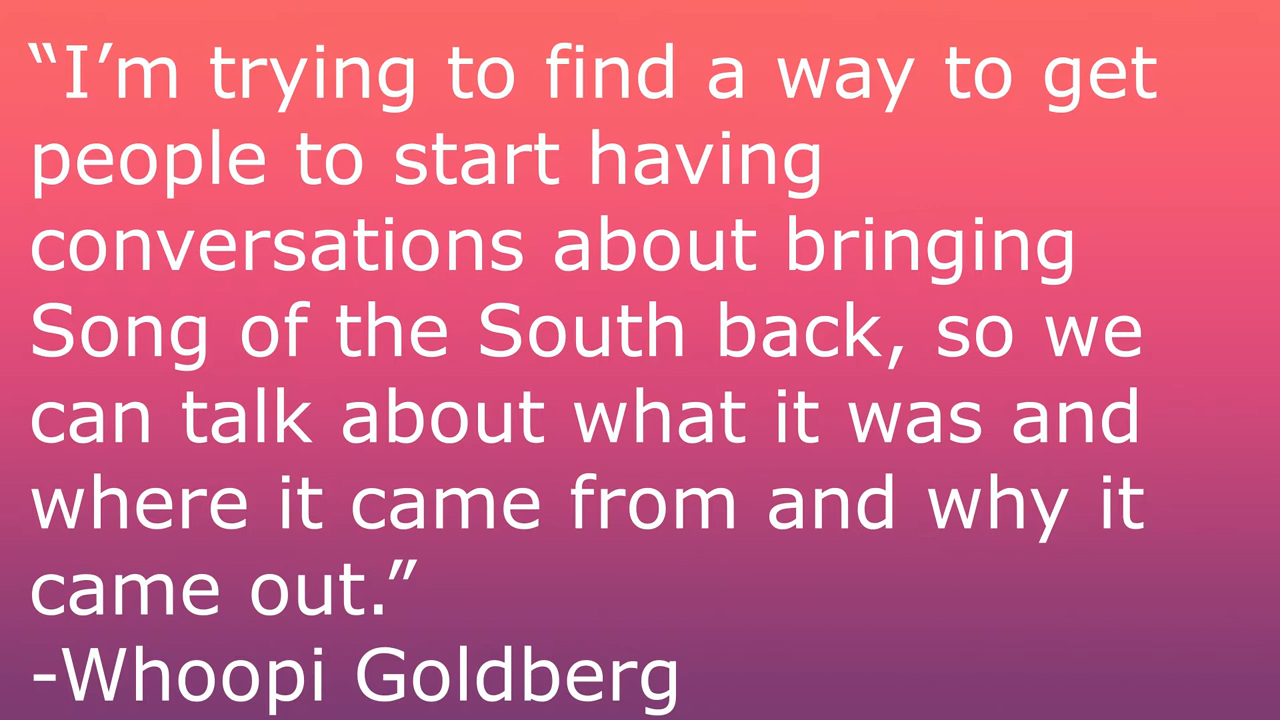 “I’m trying to find a way to get
people to start having
conversations about bringing
Song of the South back, so we
can talk about what it was and
where it came from and why it
came out.”
-Whoopi Goldberg